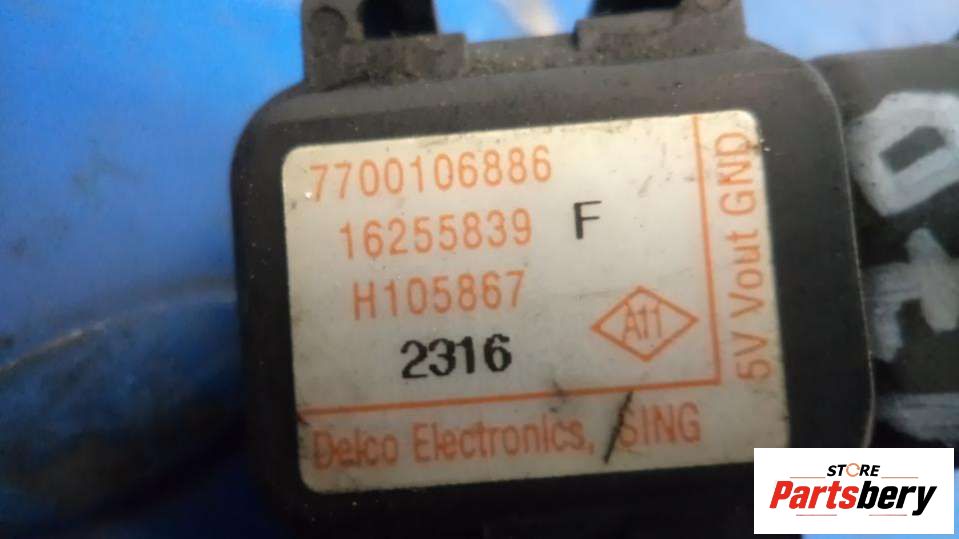 7700106886
16255839 F
H105867
2316
A11
5V Vout GND
Delco Electronics, SING
STORE
Partsbery